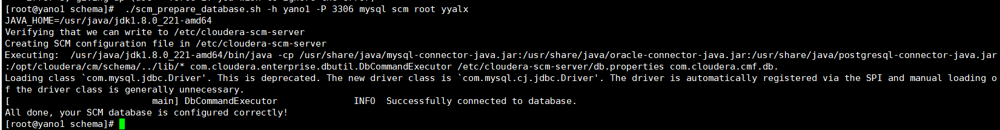 [root@yano1 schema]#  ./scm_prepare_database.sh -h yano1 -P 3306 mysql scm root yyalx
JAVA_HOME=/usr/java/jdk1.8.0_221-amd64
Verifying that we can write to /etc/cloudera-scm-server
Creating SCM configuration file in /etc/cloudera-scm-server
Executing:  /usr/java/jdk1.8.0_221-amd64/bin/java -cp /usr/share/java/mysql-connector-java.jar:/usr/share/java/oracle-connector-java.jar:/usr/share/java/postgresql-connector-java.jar
:/opt/cloudera/cm/schema/../lib/* com.cloudera.enterprise.dbutil.DbCommandExecutor /etc/cloudera-scm-server/db.properties com.cloudera.cmf.db.
Loading class `com.mysql.jdbc.Driver'. This is deprecated. The new driver class is `com.mysql.cj.jdbc.Driver'. The driver is automatically registered via the SPI and manual loading o
f the driver class is generally unnecessary.
[                          main] DbCommandExecutor              INFO  Successfully connected to database.
All done, your SCM database is configured correctly!
[root@yano1 schema]#